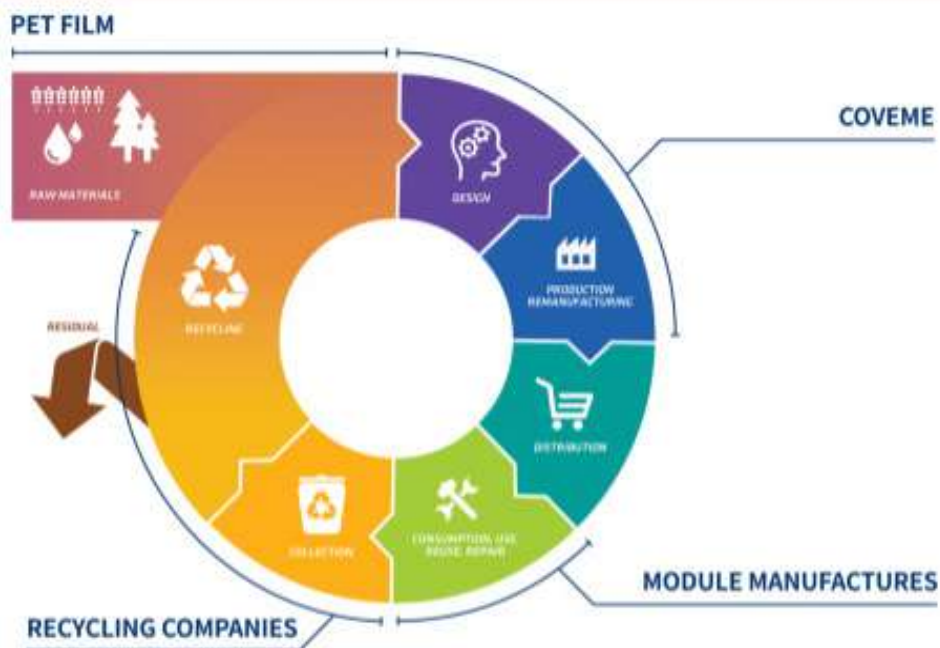 PET FILM
COVEME
RAW MATERIALS
DESIGN
PRODUCTION
REMANUFACTURING
RESIDUAL
RECYCLING
DISTRIBUTION
CONSUMPTION, USE,
REUSE, REPAIR
COLLECTION
MODULE MANUFACTURES
RECYCLING COMPANIES